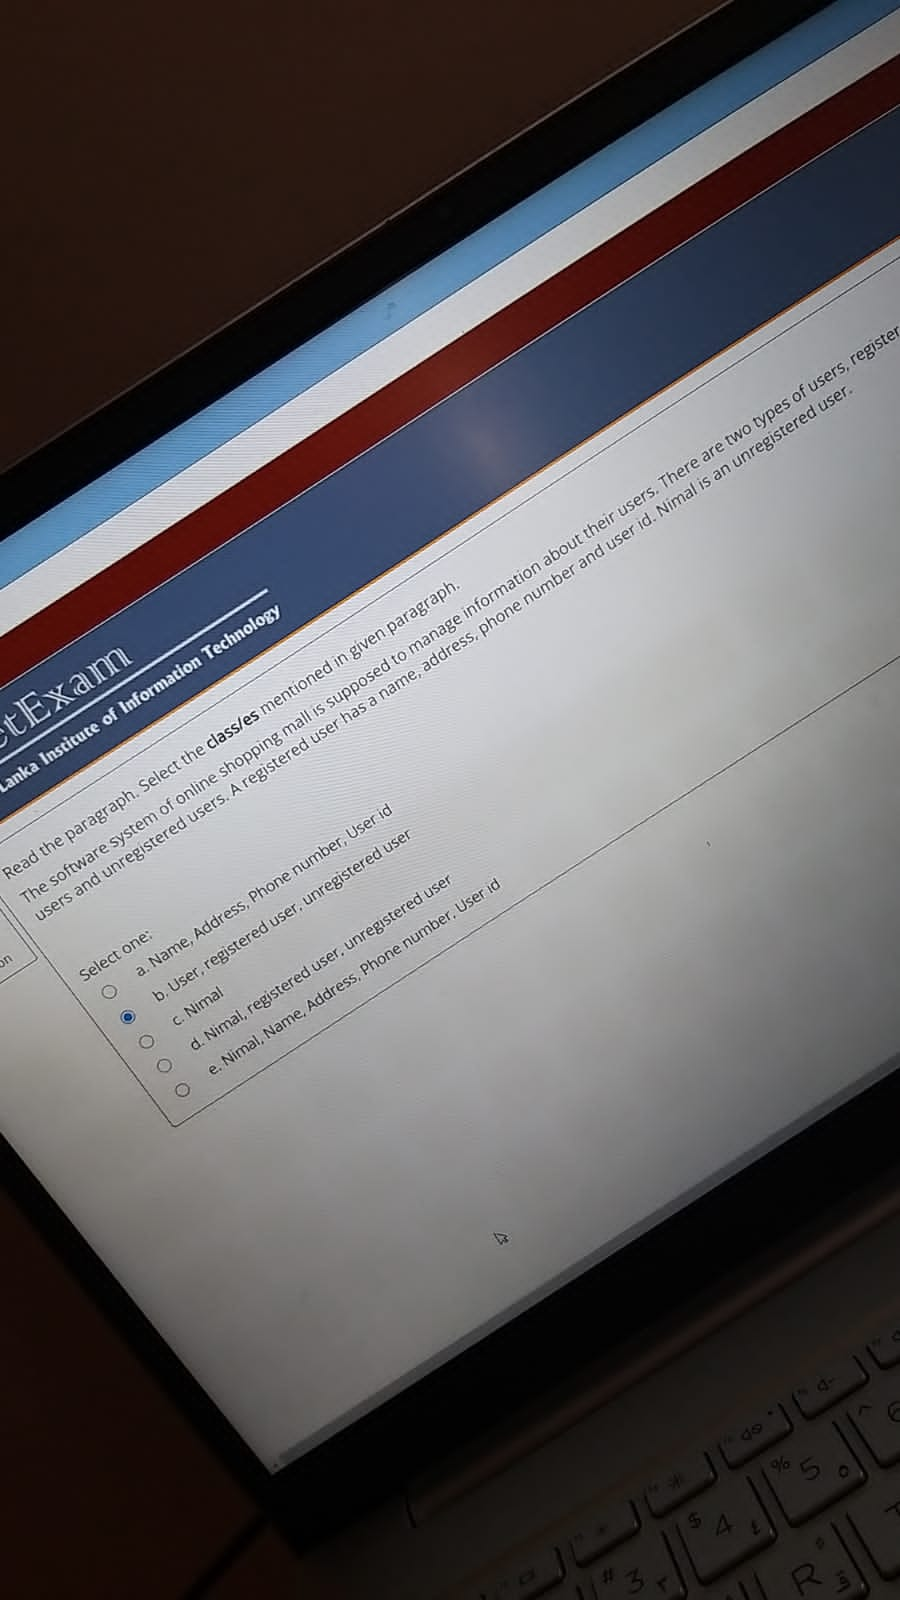 etExam
Lanka Institute of Information Technology
on
Read the paragraph. Select the class/es mentioned in given paragraph.
The software system of online shopping mall is supposed to manage information about their users. There are two types of users, register
users and unregistered users. A registered user has a name, address, phone number and user id. Nimal is an unregistered user.
Select one:
a. Name, Address, Phone number, User id
b. User, registered user, unregistered user
c. Nimal
d. Nimal, registered user, unregistered user
e. Nimal, Name, Address, Phone number, User id
% 5
$ 4
# 3
R